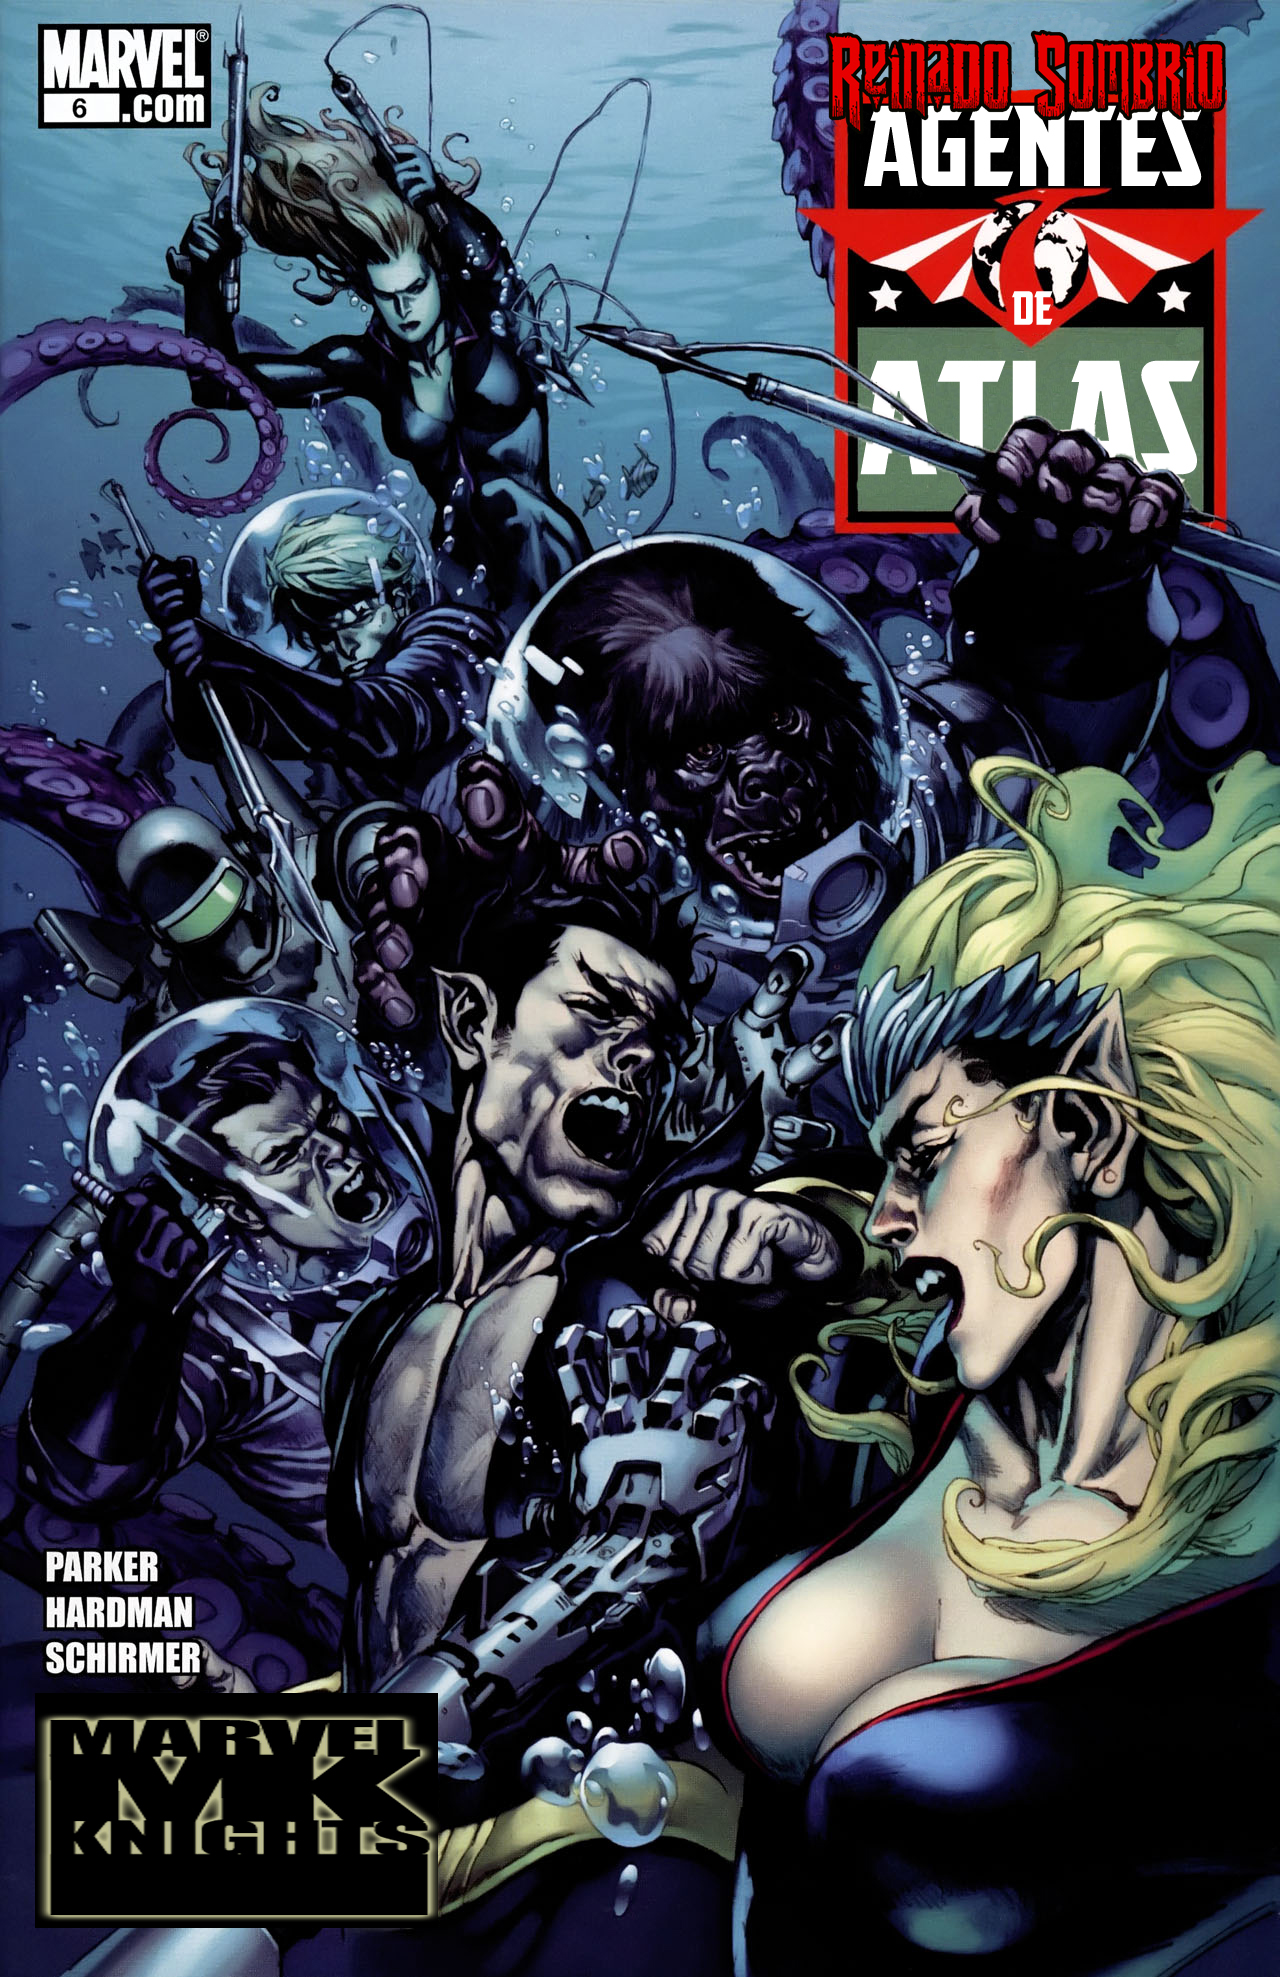 MARVEL®
6 .com
Reinado Sombrio
AGENTES
DE
ATLAS
PARKER
HARDMAN
SCHIRMER
MARVEL
MK
KNIGHTS